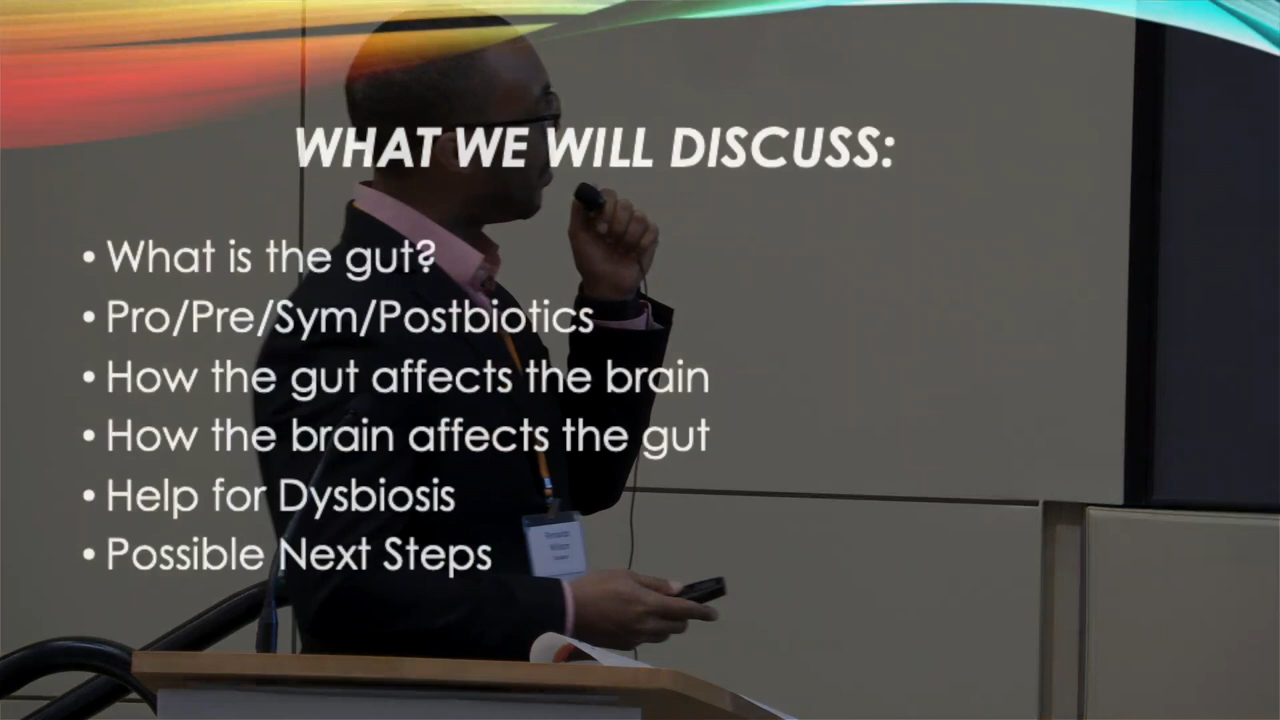 WHAT WE WILL DISCUSS:
• What is the gut?
• Pro/Pre/Sym/Postbiotics
• How the gut affects the brain
• How the brain affects the gut
• Help for Dysbiosis
• Possible Next Steps